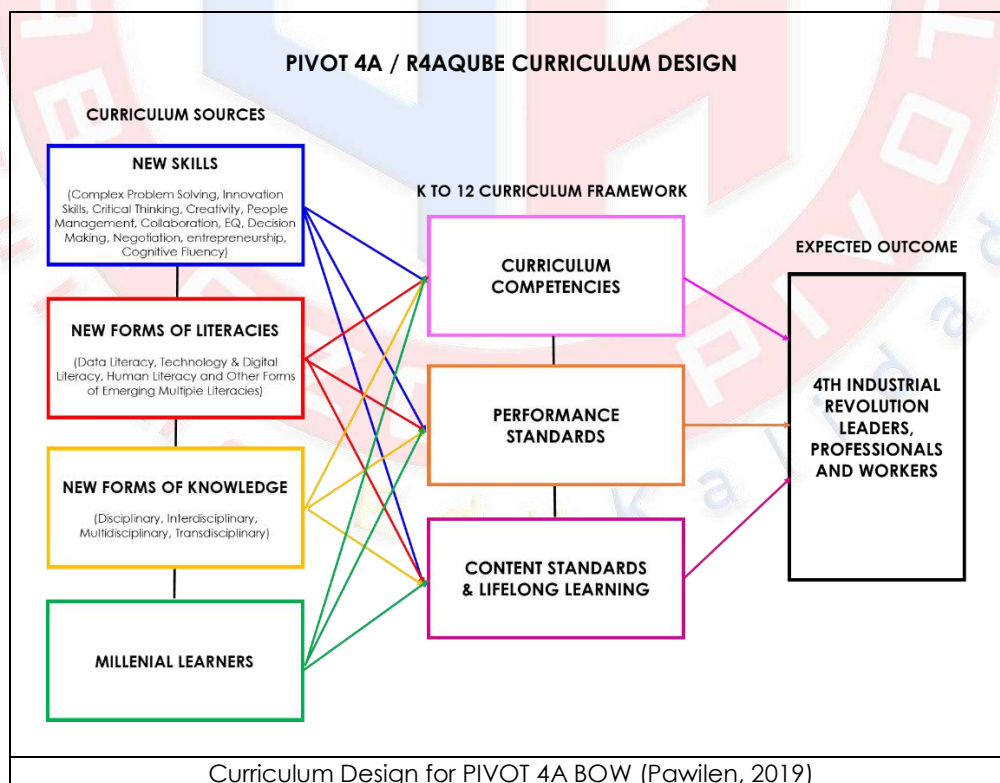 PIVOT 4A / R4AQUBE CURRICULUM DESIGN
CURRICULUM SOURCES
NEW SKILLS
(Complex Problem Solving, Innovation
Skills, Critical Thinking, Creativity, People
Management, Collaboration, EQ, Decision
Making, Negotiation, entrepreneurship,
Cognitive Fluency)
NEW FORMS OF LITERACIES
(Data Literacy, Technology & Digital
Literacy, Human Literacy and Other Forms
of Emerging Multiple Literacies)
NEW FORMS OF KNOWLEDGE
(Disciplinary, Interdisciplinary,
Multidisciplinary, Transdisciplinary)
MILLENIAL LEARNERS
K TO 12 CURRICULUM FRAMEWORK
CURRICULUM
COMPETENCIES
PERFORMANCE
STANDARDS
CONTENT STANDARDS
& LIFELONG LEARNING
EXPECTED OUTCOME
4TH INDUSTRIAL
REVOLUTION
LEADERS,
PROFESSIONALS
AND WORKERS
Curriculum Design for PIVOT 4A BOW (Pawilen, 2019)